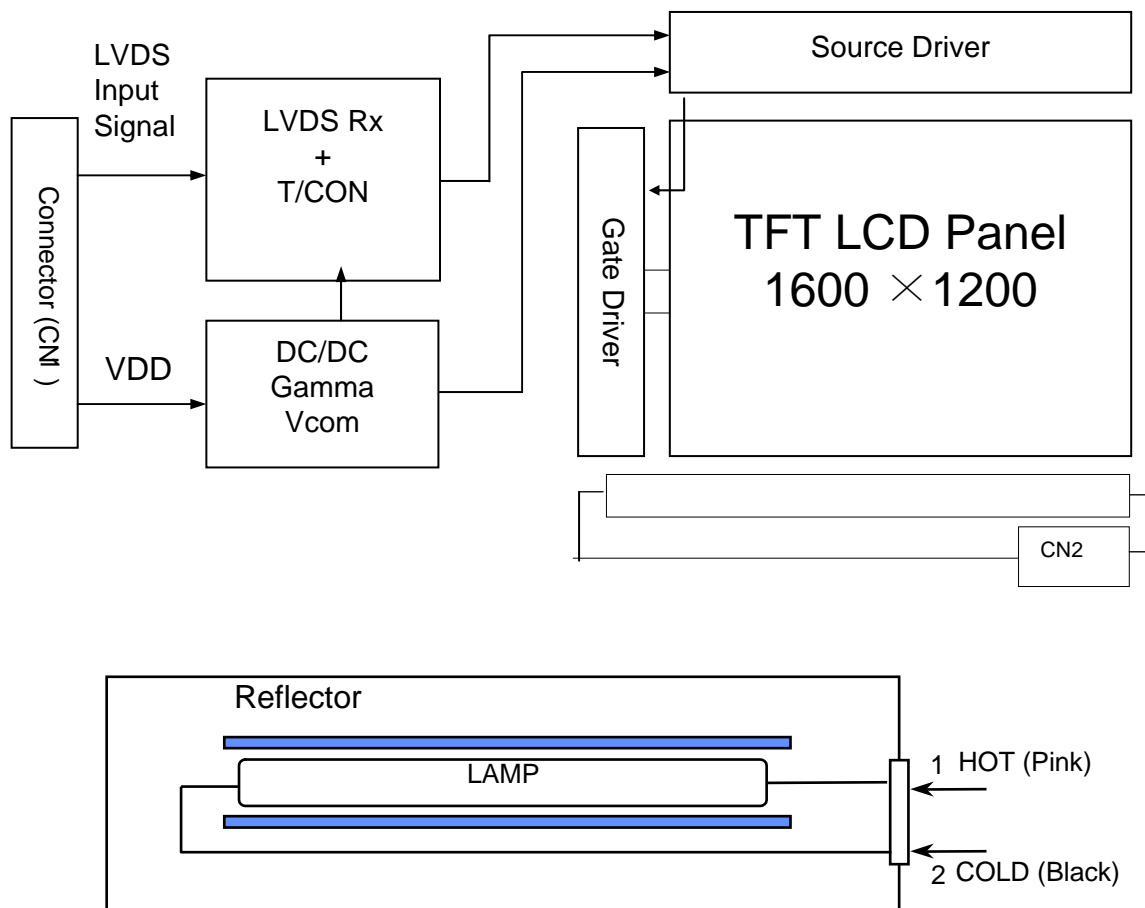 LVDS
Input
Signal
Source Driver
LVDS Rx
+
T/CON
Connector (CN1)
Gate Driver
TFT LCD Panel
1600 ×1200
VDD
DC/DC
Gamma
Vcom
CN2
Reflector
LAMP
1 HOT (Pink)
2 COLD (Black)